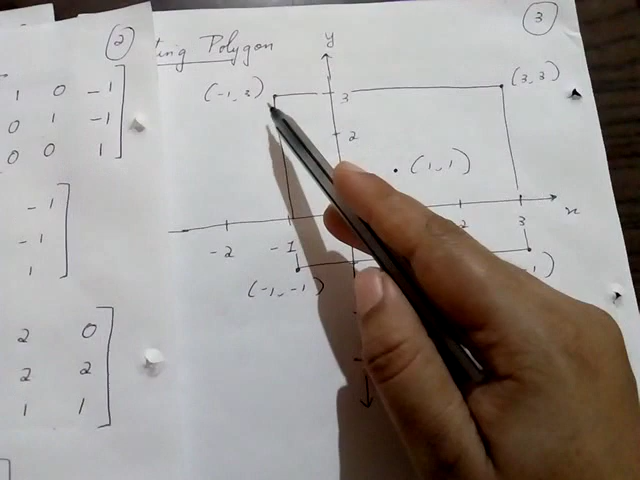 2
1 0 -1
0 1 -1
0 0 1
-1
-1
1
2 0
2 2
1 1
3
Polygon
y
(-1, 3)
3
(3, 3)
2
(1, 1)
x
-2
-1
3
(-1, -1)